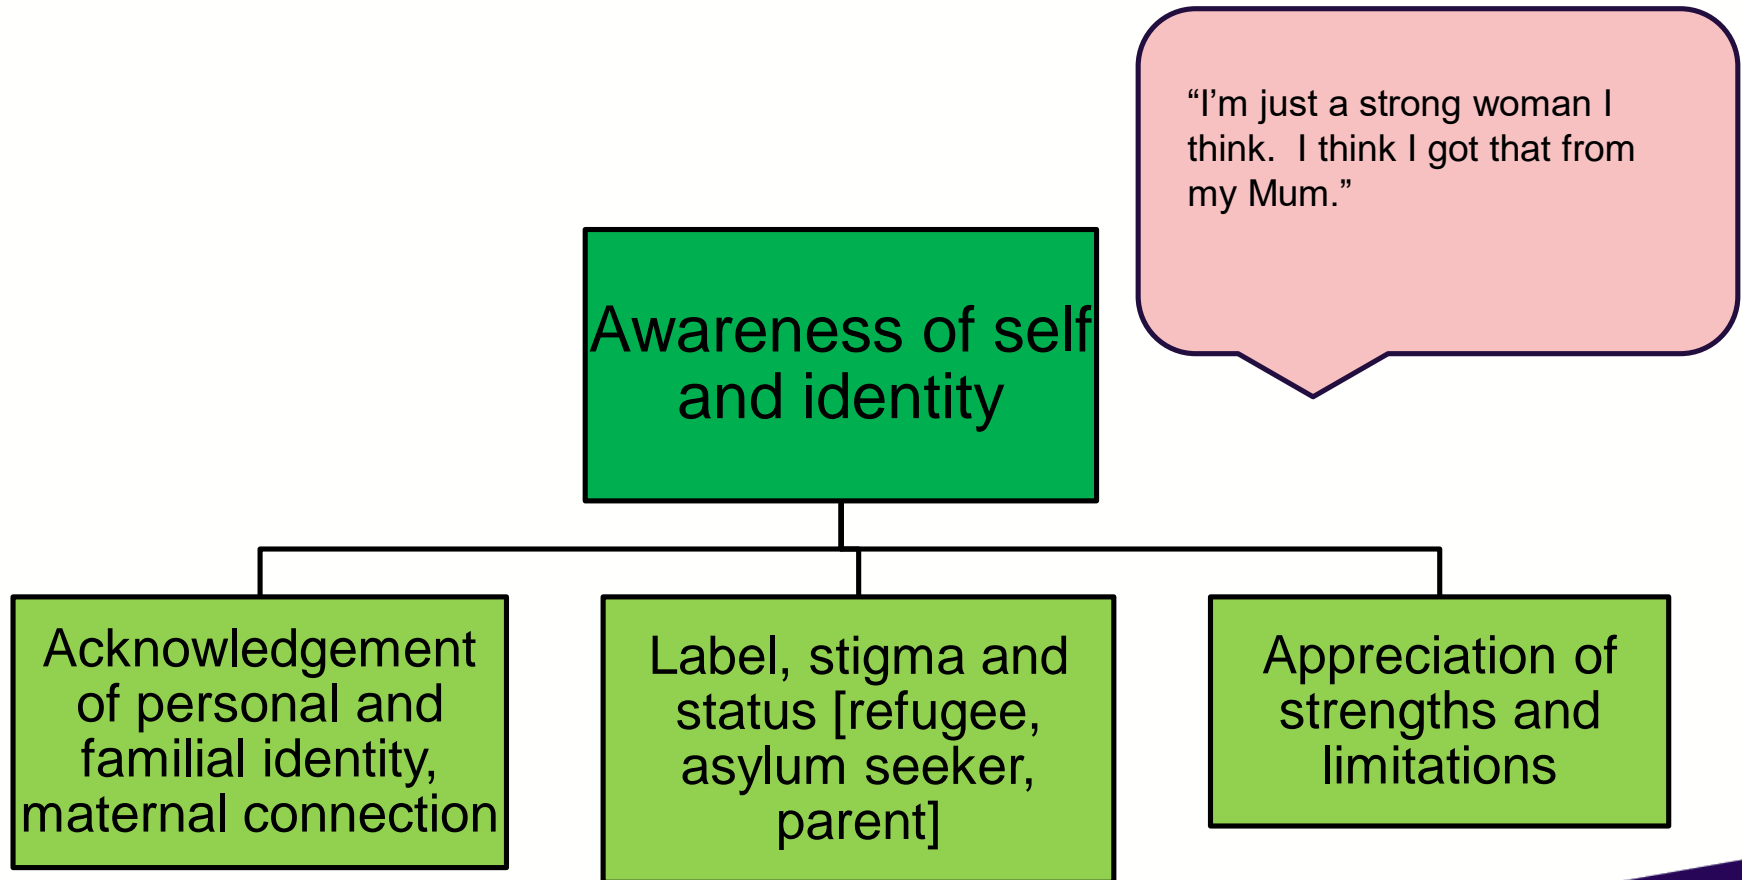 “I’m just a strong woman I
think.  I think I got that from
my Mum.”
Awareness of self
and identity
Acknowledgement
of personal and
familial identity,
maternal connection
Label, stigma and
status [refugee,
asylum seeker,
parent]
Appreciation of
strengths and
limitations